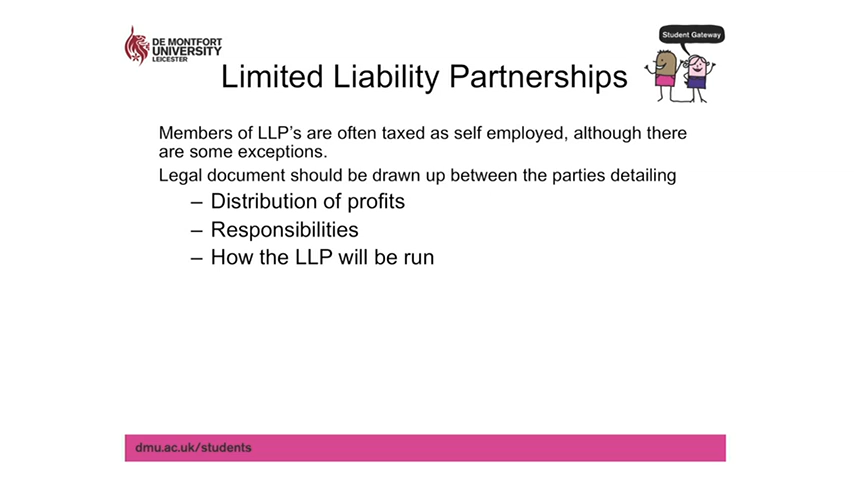 DE MONTFORT
UNIVERSITY
LEICESTER
Student Gateway
Limited Liability Partnerships
Members of LLP's are often taxed as self employed, although there
are some exceptions.
Legal document should be drawn up between the parties detailing
– Distribution of profits
– Responsibilities
– How the LLP will be run
dmu.ac.uk/students